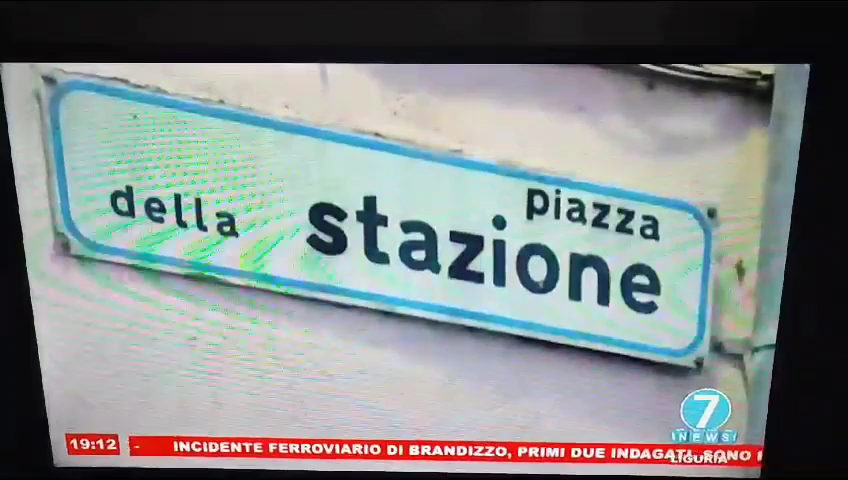 piazza
della stazione
7
NEWS
LIGURIA
19:12 - INCIDENTE FERROVIARIO DI BRANDIZZO, PRIMI DUE INDAGATI. SONO